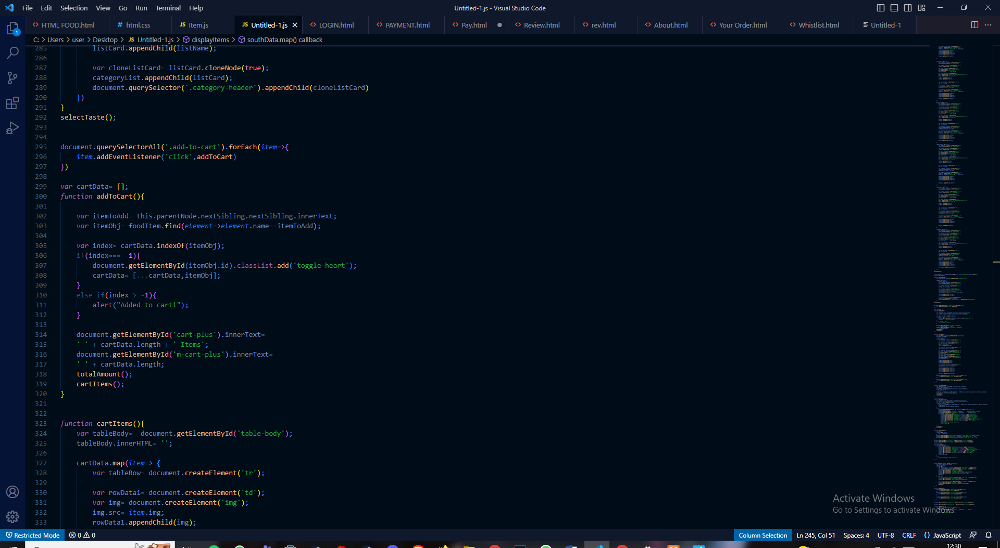 File Edit Selection View Go Run Terminal Help
Untitled-1.js - Visual Studio Code
HTML FOOD.html
html.css
JS Item.js
JS Untitled-1.js
LOGIN.html
PAYMENT.html
Pay.html
Review.html
rev.html
About.html
Your Order.html
Whistlist.html
Untitled-1
C: > Users > user > Desktop > JS Untitled-1.js > displayItems > southData.map() callback
285 listCard.appendChild(listName);
286
287 var cloneListCard= listCard.cloneNode(true);
288 categoryList.appendChild(listCard);
289 document.querySelector('.category-header').appendChild(cloneListCard)
290 })
291 }
292 selectTaste();
293
294
295 document.querySelectorAll('.add-to-cart').forEach(item=>{
296 item.addEventListener('click',addToCart)
297 })
298
299 var cartData= [];
300 function addToCart(){
301
302 var itemToAdd= this.parentNode.nextSibling.nextSibling.innerText;
303 var itemObj= foodItem.find(element=>element.name==itemToAdd);
304
305 var index= cartData.indexOf(itemObj);
306 if(index=== -1){
307 document.getElementById(itemObj.id).classList.add('toggle-heart');
308 cartData= [...cartData,itemObj];
309 }
310 else if(index > -1){
311 alert("Added to cart!");
312 }
313
314 document.getElementById('cart-plus').innerText=
315 ' ' + cartData.length + ' Items';
316 document.getElementById('m-cart-plus').innerText=
317 ' ' + cartData.length;
318 totalAmount();
319 cartItems();
320 }
321
322
323 function cartItems(){
324 var tableBody=  document.getElementById('table-body');
325 tableBody.innerHTML= '';
326
327 cartData.map(item=> {
328 var tableRow= document.createElement('tr');
329
330 var rowData1= document.createElement('td');
331 var img= document.createElement('img');
332 img.src= item.img;
333 rowData1.appendChild(img);
1
Activate Windows
Go to Settings to activate Windows.
Restricted Mode 0 0
Column Selection Ln 245, Col 51 Spaces: 4 UTF-8 CRLF {} JavaScript
12:30